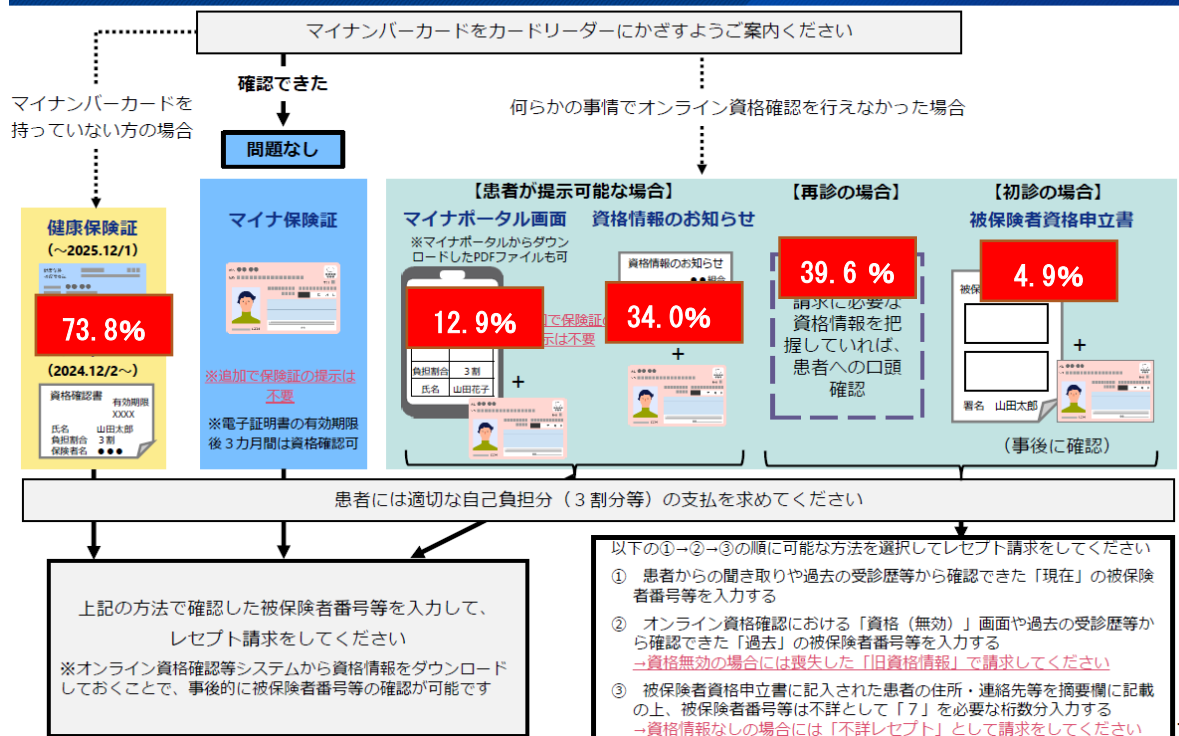 マイナンバーカードをカードリーダーにかざすようご案内ください
マイナンバーカードを
持っていない方の場合
確認できた
問題なし
何らかの事情でオンライン資格確認を行えなかった場合
健康保険証
(～2025.12/1)
73.8%
(2024.12/2～)
資格確認書
有効期限
XXXX
氏名 山田太郎
負担割合 3割
保険者名 ●●●
マイナ保険証
※追加で保険証の提示は
不要
※電子証明書の有効期限
後３カ月間は資格確認可
【患者が提示可能な場合】
マイナポータル画面
※マイナポータルからダウン
ロードしたPDFファイルも可
12.9%
負担割合 3割
氏名 山田花子
+
資格情報のお知らせ
資格情報のお知らせ
34.0%
+
【再診の場合】
39.6 %
請求に必要な
資格情報を把
握していれば、
患者への口頭
確認
【初診の場合】
被保険者資格申立書
4.9%
署名 山田太郎
+
（事後に確認）
患者には適切な自己負担分（３割分等）の支払を求めてください
上記の方法で確認した被保険者番号等を入力して、
レセプト請求をしてください
※オンライン資格確認等システムから資格情報をダウンロード
しておくことで、事後的に被保険者番号等の確認が可能です
以下の①→②→③の順に可能な方法を選択してレセプト請求をしてください
① 患者からの聞き取りや過去の受診歴等から確認できた「現在」の被保険
者番号等を入力する
② オンライン資格確認における「資格（無効）」画面や過去の受診歴等か
ら確認できた「過去」の被保険者番号等を入力する
→資格無効の場合には喪失した「旧資格情報」で請求してください
③ 被保険者資格申立書に記入された患者の住所・連絡先等を摘要欄に記載
の上、被保険者番号等は不詳として「７」を必要な桁数分入力する
→資格情報なしの場合には「不詳レセプト」として請求をしてください